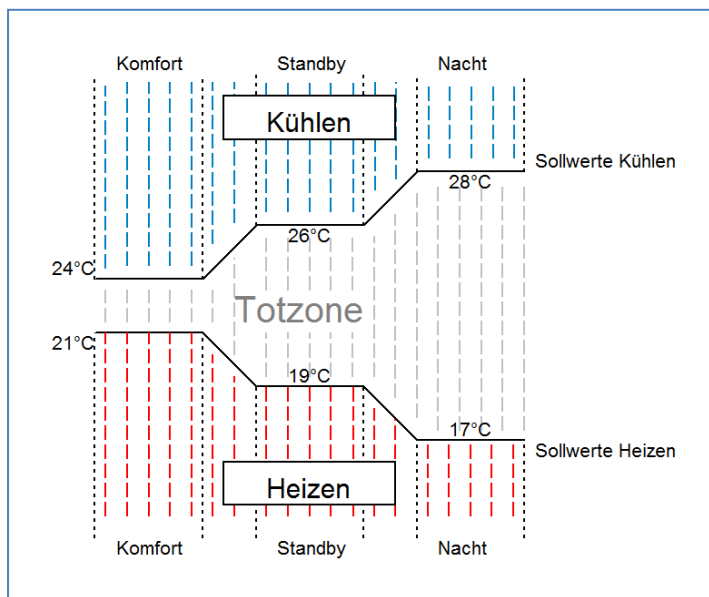 Komfort Standby Nacht
Kühlen
Sollwerte Kühlen
28°C
26°C
24°C
Totzone
21°C
19°C
17°C
Sollwerte Heizen
Heizen
Komfort Standby Nacht